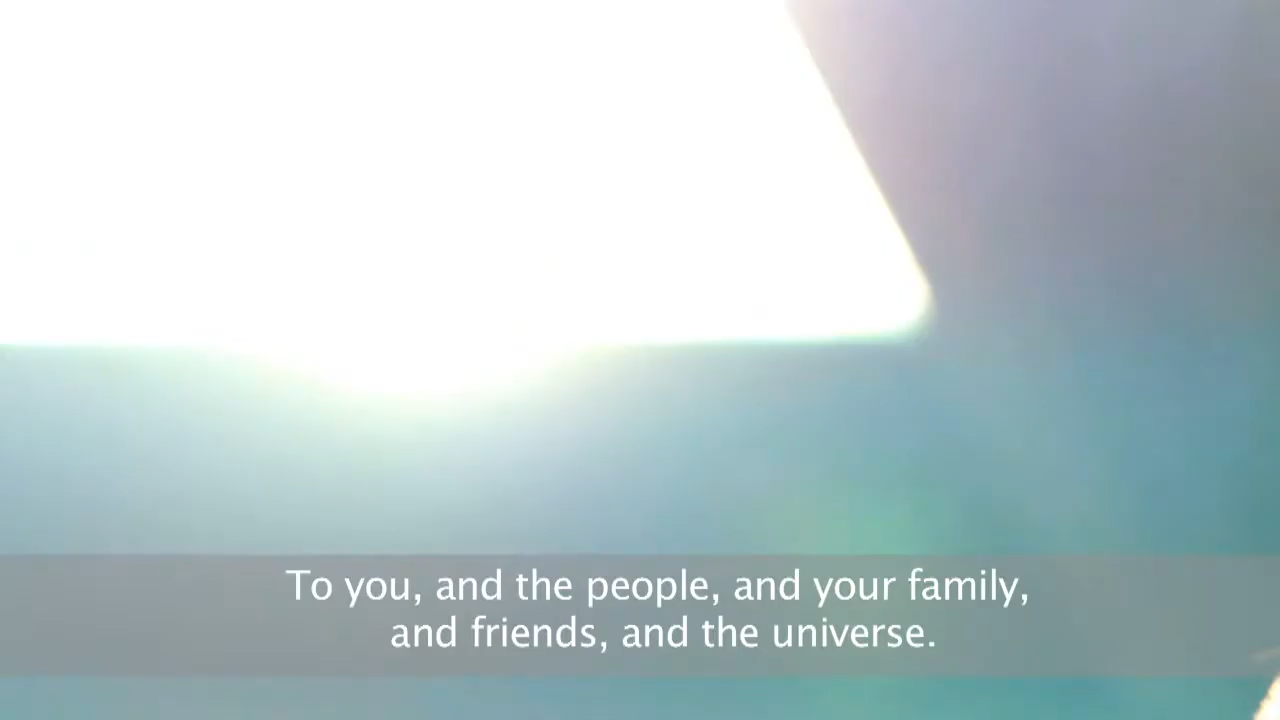 To you, and the people, and your family,
and friends, and the universe.